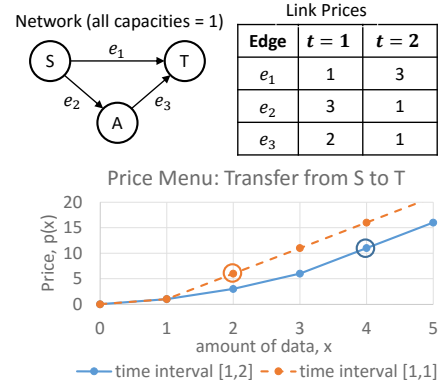 Network (all capacities = 1)
S
e₁
T
e₂
e₃
A
Link Prices
Edge t = 1 t = 2
e₁ 1 3
e₂ 3 1
e₃ 2 1
Price Menu: Transfer from S to T
Price, p(x)
20
15
10
5
0
0 1 2 3 4 5
amount of data, x
time interval [1,2] time interval [1,1]